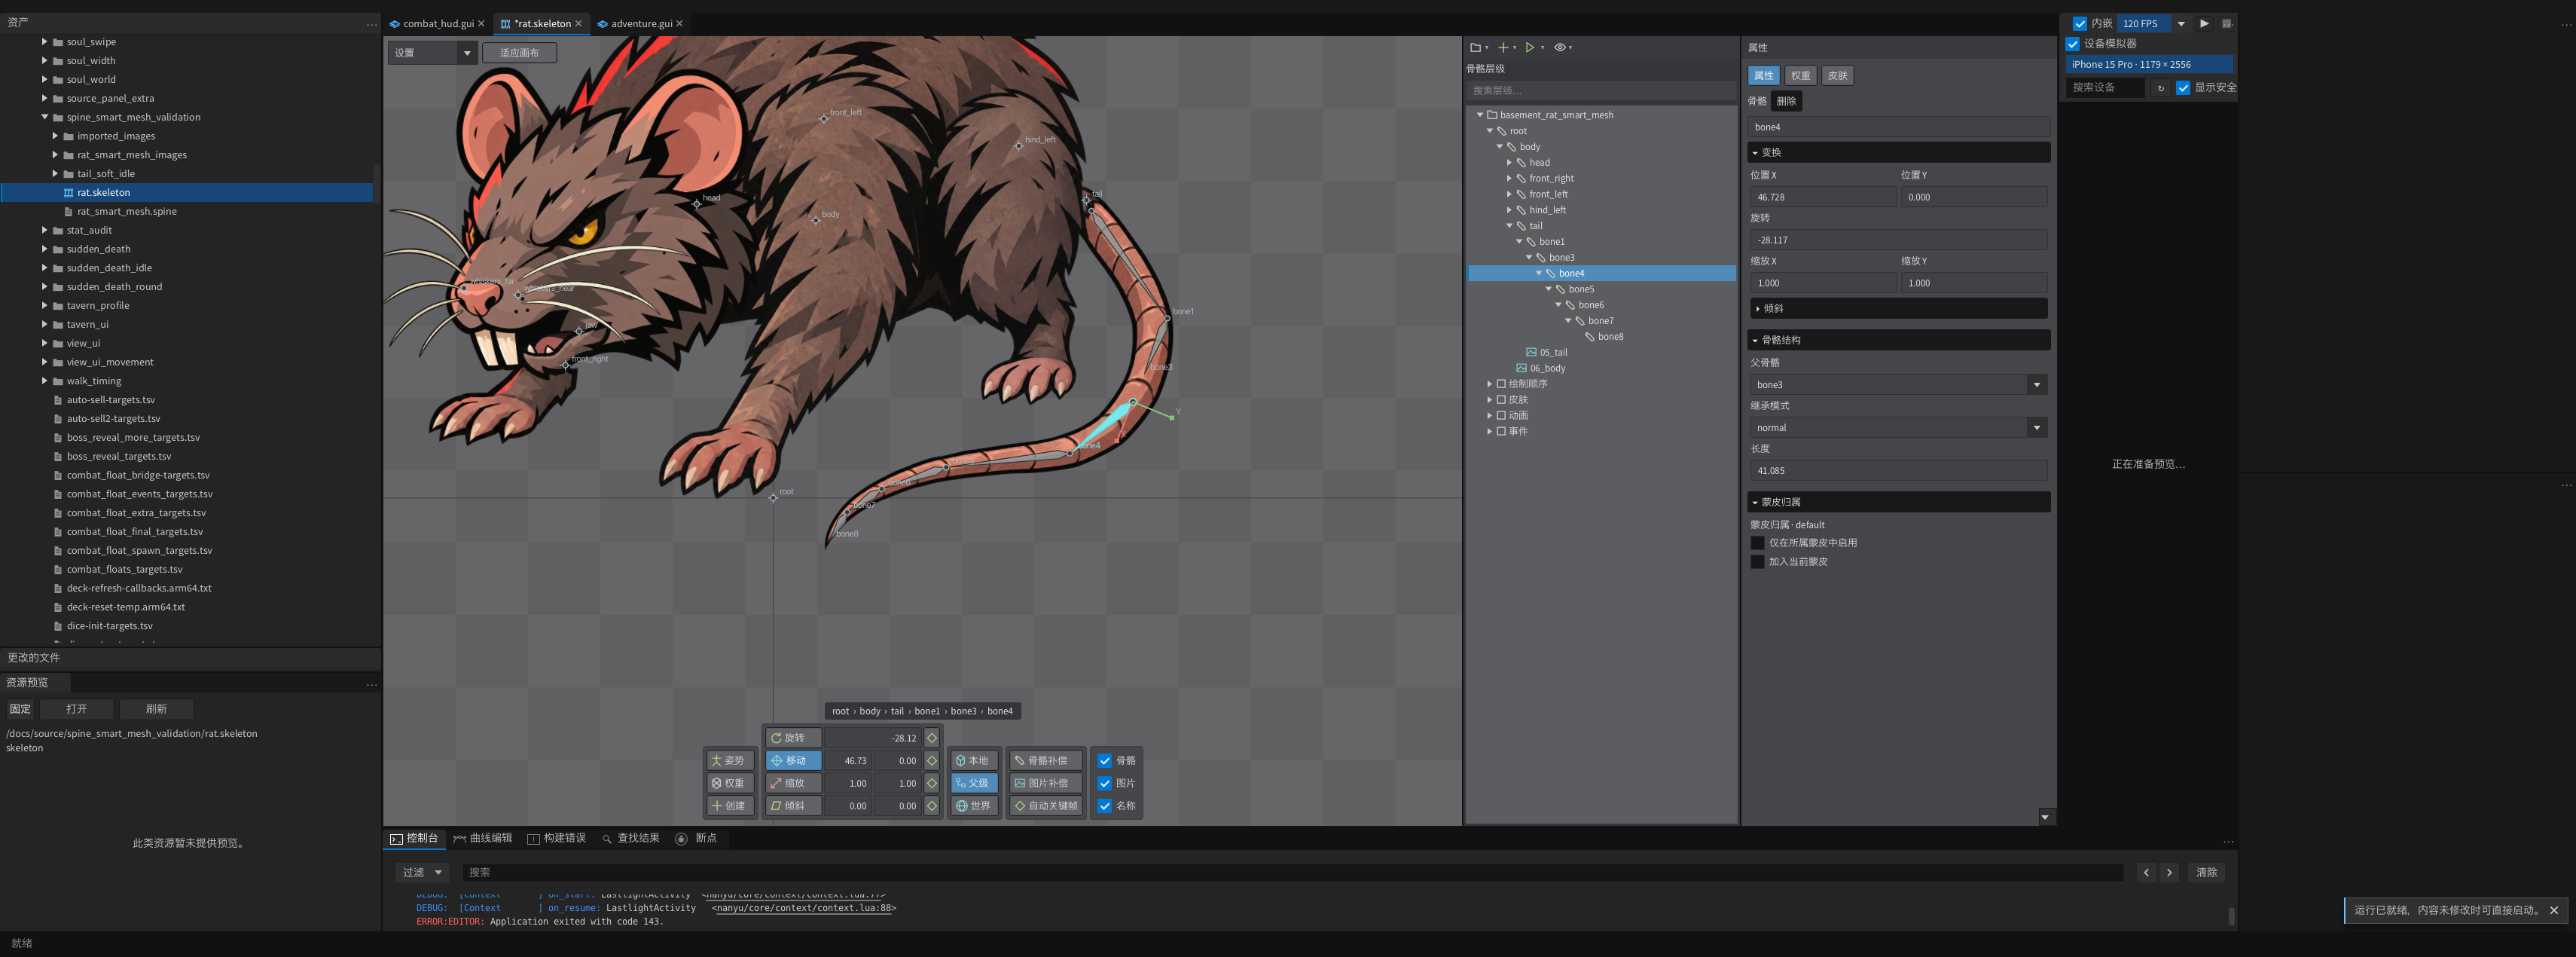 资产
soul_swipe
soul_width
soul_world
source_panel_extra
spine_smart_mesh_validation
imported_images
rat_smart_mesh_images
tail_soft_idle
rat.skeleton
rat_smart_mesh.spine
stat_audit
sudden_death
sudden_death_idle
sudden_death_round
tavern_profile
tavern_ui
view_ui
view_ui_movement
walk_timing
auto-sell-targets.tsv
auto-sell2-targets.tsv
boss_reveal_more_targets.tsv
boss_reveal_targets.tsv
combat_float_bridge-targets.tsv
combat_float_events_targets.tsv
combat_float_extra_targets.tsv
combat_float_final_targets.tsv
combat_float_spawn_targets.tsv
combat_floats_targets.tsv
deck-refresh-callbacks.arm64.txt
deck-reset-temp.arm64.txt
dice-init-targets.tsv
更改的文件
资源预览
固定 打开 刷新
/docs/source/spine_smart_mesh_validation/rat.skeleton
skeleton
此类资源暂未提供预览。
就绪
combat_hud.gui *rat.skeleton adventure.gui
设置 适应画布
front_left
hind_left
tail
head
body
whiskers_far
whiskers_near
bone1
jaw
front_right
bone3
Y
bone4
bone6
root
bone7
bone8
root › body › tail › bone1 › bone3 › bone4
姿势
权重
创建
旋转 -28.12
移动 46.73 0.00
缩放 1.00 1.00
倾斜 0.00 0.00
本地
父级
世界
骨骼补偿
图片补偿
自动关键帧
骨骼
图片
名称
骨骼层级
搜索层级…
basement_rat_smart_mesh
root
body
head
front_right
front_left
hind_left
tail
bone1
bone3
bone4
bone5
bone6
bone7
bone8
05_tail
06_body
绘制顺序
皮肤
动画
事件
属性
属性 权重 皮肤
骨骼 删除
bone4
变换
位置 X 位置 Y
46.728 0.000
旋转
-28.117
缩放 X 缩放 Y
1.000 1.000
倾斜
骨骼结构
父骨骼
bone3
继承模式
normal
长度
41.085
蒙皮归属
蒙皮归属 · default
仅在所属蒙皮中启用
加入当前蒙皮
内嵌 120 FPS
设备模拟器
iPhone 15 Pro · 1179 × 2556
搜索设备 显示安全
正在准备预览…
控制台 曲线编辑 构建错误 查找结果 断点
过滤 搜索 清除
DEBUG: [Context ] on_start: LastlightActivity <nanyu/core/context/context.lua:77>
DEBUG: [Context ] on_resume: LastlightActivity <nanyu/core/context/context.lua:88>
ERROR:EDITOR: Application exited with code 143.
运行已就绪，内容未修改时可直接启动。